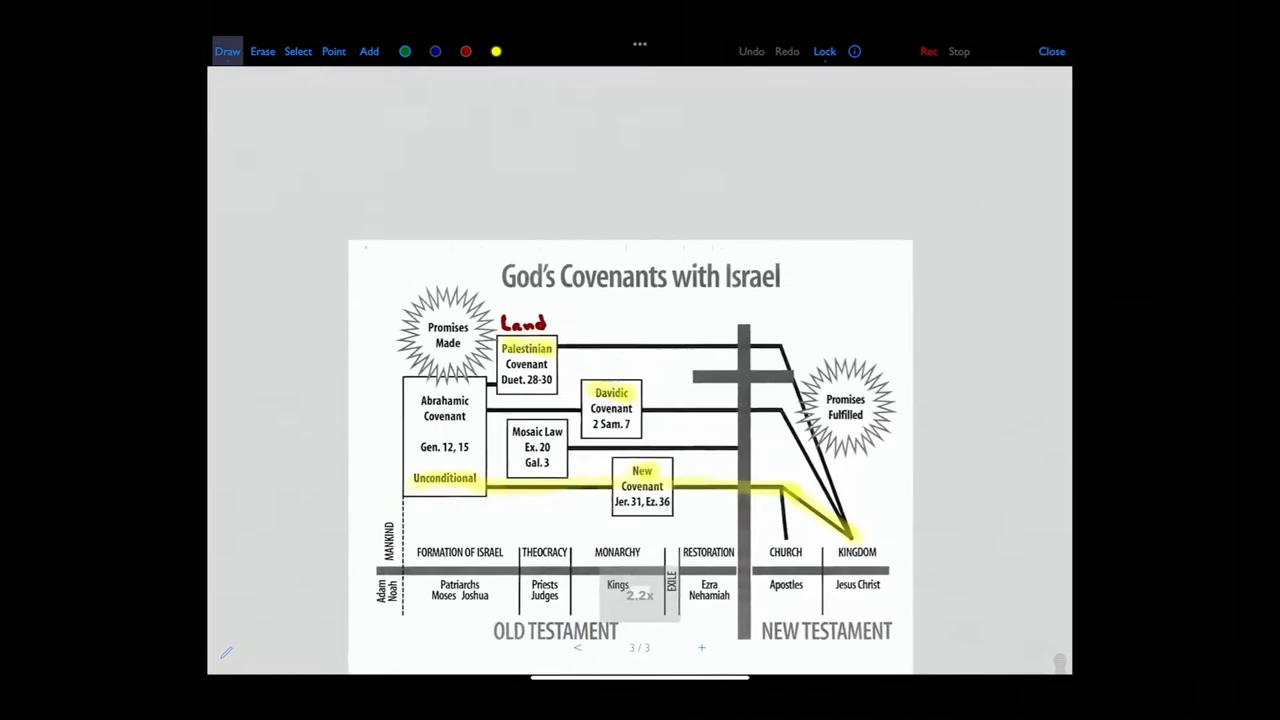 Draw Erase Select Point Add Undo Redo Lock Rec Stop Close
God's Covenants with Israel
Promises
Made
Land
Palestinian
Covenant
Duet. 28-30
Abrahamic
Covenant
Gen. 12, 15
Unconditional
Davidic
Covenant
2 Sam. 7
Mosaic Law
Ex. 20
Gal. 3
New
Covenant
Jer. 31, Ez. 36
Promises
Fulfilled
MANKIND
FORMATION OF ISRAEL THEOCRACY MONARCHY RESTORATION CHURCH KINGDOM
EXILE
Adam
Noah
Patriarchs
Moses Joshua
Priests
Judges
Kings
Ezra
Nehamiah
Apostles
Jesus Christ
2.2x
OLD TESTAMENT NEW TESTAMENT
< 3 / 3 +